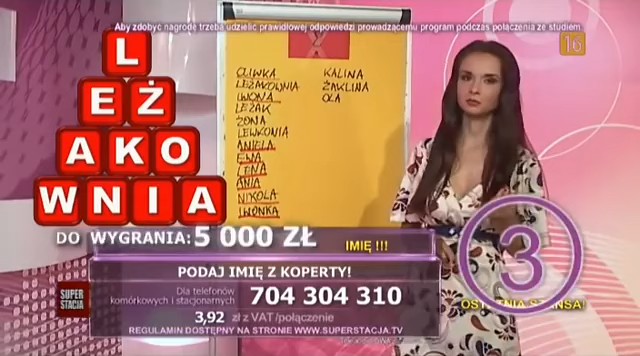 Aby zdobyć nagrodę trzeba udzielić prawidłowej odpowiedzi prowadzącemu program podczas połączenia ze studiem.
16
L
EŻ
AKO
WNIA
X
ŚLIWKA
LEŻAKOWNIA
IWONA
LEŻAK
ŻONA
LEWKONIA
ANIELA
EWA
LENA
ANIA
NIKOLA
IWONKA
KALINA
ŻAKLINA
OLA
DO WYGRANIA: 5 000 ZŁ
IMIĘ !!!
3
PODAJ IMIĘ Z KOPERTY!
Dla telefonów
komórkowych i stacjonarnych
704 304 310
3,92 zł z VAT/połączenie
REGULAMIN DOSTĘPNY NA STRONIE WWW.SUPERSTACJA.TV
SUPER
STACJA